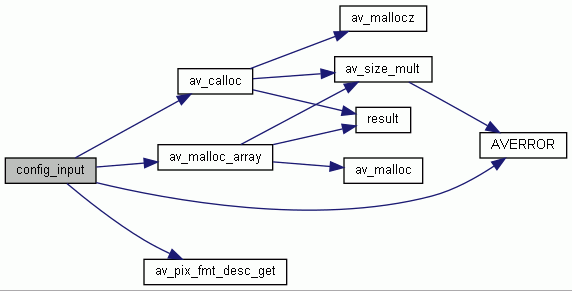 av_mallocz
av_calloc
av_size_mult
result
AVERROR
av_malloc_array
av_malloc
config_input
av_pix_fmt_desc_get